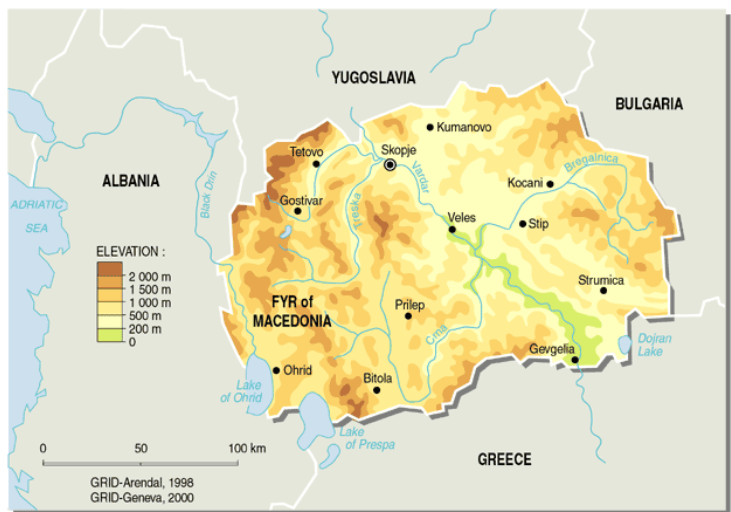 YUGOSLAVIA
BULGARIA
Kumanovo
Tetovo
Skopje
Vardar
Bregalnica
ALBANIA
Black Drin
Kocani
ADRIATIC
SEA
Gostivar
Treska
Veles
Stip
ELEVATION :
2 000 m
1 500 m
1 000 m
500 m
200 m
0
FYR of
MACEDONIA
Prilep
Strumica
Crna
Gevgelia
Dojran
Lake
Ohrid
Bitola
Lake
of Ohrid
Lake
of Prespa
0 50 100 km
GREECE
GRID-Arendal, 1998
GRID-Geneva, 2000